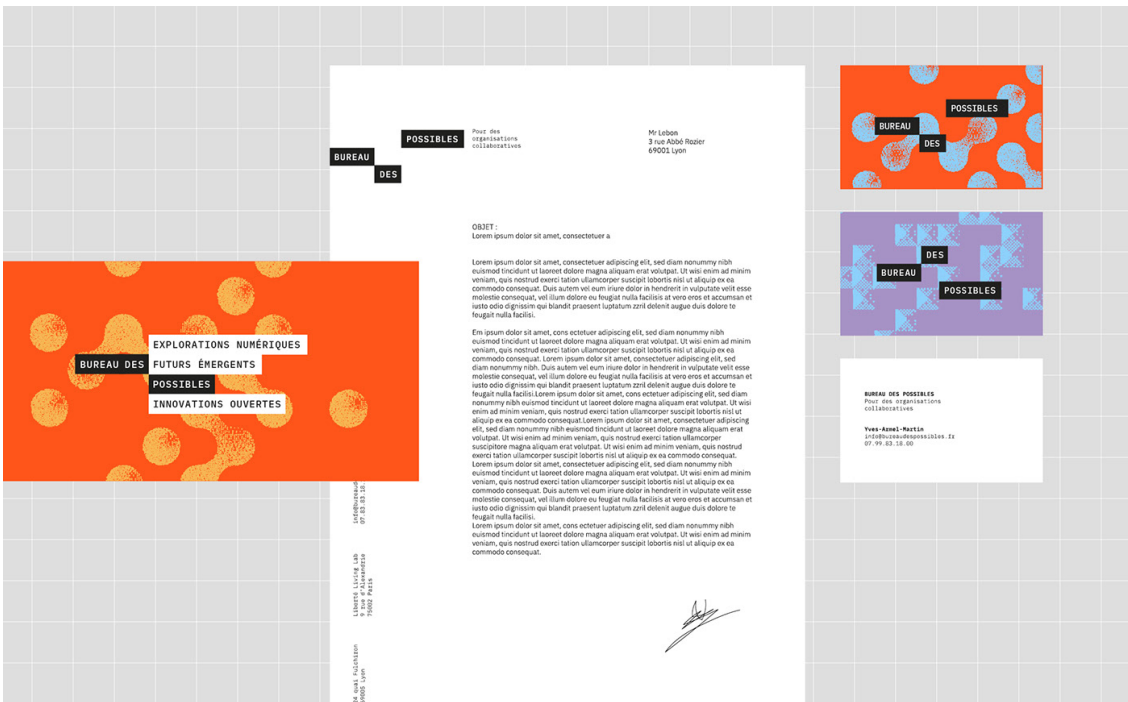 POSSIBLES
BUREAU
DES
Pour des
organisations
collaboratives
Mr Lebon
3 rue Abbé Rozier
69001 Lyon
OBJET :
Lorem ipsum dolor sit amet, consectetuer a
Lorem ipsum dolor sit amet, consectetuer adipiscing elit, sed diam nonummy nibh
euismod tincidunt ut laoreet dolore magna aliquam erat volutpat. Ut wisi enim ad minim
veniam, quis nostrud exerci tation ullamcorper suscipit lobortis nisl ut aliquip ex ea
commodo consequat. Duis autem vel eum iriure dolor in hendrerit in vulputate velit esse
molestie consequat, vel illum dolore eu feugiat nulla facilisis at vero eros et accumsan et
iusto odio dignissim qui blandit praesent luptatum zzril delenit augue duis dolore te
feugait nulla facilisi.
Em ipsum dolor sit amet, cons ectetuer adipiscing elit, sed diam nonummy nibh
euismod tincidunt ut laoreet dolore magna aliquam erat volutpat. Ut wisi enim ad minim
veniam, quis nostrud exerci tation ullamcorper suscipit lobortis nisl ut aliquip ex ea
commodo consequat. Lorem ipsum dolor sit amet, consectetuer adipiscing elit, sed
diam nonummy nibh. Duis autem vel eum iriure dolor in hendrerit in vulputate velit esse
molestie consequat, vel illum dolore eu feugiat nulla facilisis at vero eros et accumsan et
iusto odio dignissim qui blandit praesent luptatum zzril delenit augue duis dolore te
feugait nulla facilisi.Lorem ipsum dolor sit amet, consectetuer adipiscing elit, sed diam
nonummy nibh euismod tincidunt ut laoreet dolore magna aliquam erat volutpat. Ut wisi
enim ad minim veniam, quis nostrud exerci tation ullamcorper suscipit lobortis nisl ut
aliquip ex ea commodo consequat.Lorem ipsum dolor sit amet, consectetuer adipiscing
elit, sed diam nonummy nibh euismod tincidunt ut laoreet dolore magna aliquam erat
volutpat. Ut wisi enim ad minim veniam, quis nostrud exerci tation ullamcorper
suscipitore magna aliquam erat volutpat. Ut wisi enim ad minim veniam, quis nostrud
exerci tation ullamcorper suscipit lobortis nisl ut aliquip ex ea commodo consequat.
Lorem ipsum dolor sit amet, consectetuer adipiscing elit, sed diam nonummy nibh
euismod tincidunt ut laoreet dolore magna aliquam erat volutpat. Ut wisi enim ad minim
veniam, quis nostrud exerci tation ullamcorper suscipit lobortis nisl ut aliquip ex ea
commodo consequat. Duis autem vel eum iriure dolor in hendrerit in vulputate velit esse
molestie consequat, vel illum dolore eu feugiat nulla facilisis at vero eros et accumsan et
iusto odio dignissim qui blandit praesent luptatum zzril delenit augue duis dolore te
feugait nulla facilisi.
Lorem ipsum dolor sit amet, cons ectetuer adipiscing elit, sed diam nonummy nibh
euismod tincidunt ut laoreet dolore magna aliquam erat volutpat. Ut wisi enim ad minim
veniam, quis nostrud exerci tation ullamcorper suscipit lobortis nisl ut aliquip ex ea
commodo consequat.
Liberté Living Lab
9 rue d'Alexandrie
75002 Paris
quai Fulchiron
69005 Lyon
EXPLORATIONS NUMÉRIQUES
BUREAU DES FUTURS ÉMERGENTS
POSSIBLES
INNOVATIONS OUVERTES
POSSIBLES
BUREAU
DES
DES
BUREAU
POSSIBLES
BUREAU DES POSSIBLES
Pour des organisations
collaboratives
info@bureaudespossibles.fr
07.99.83.18.00